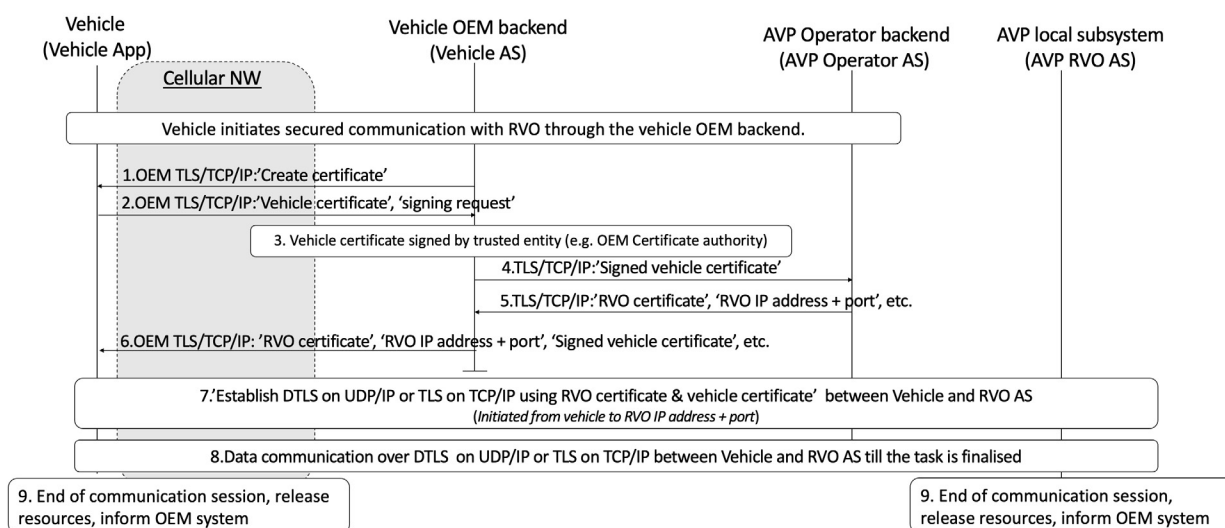 Vehicle
(Vehicle App)
Vehicle OEM backend
(Vehicle AS)
AVP Operator backend
(AVP Operator AS)
AVP local subsystem
(AVP RVO AS)
Cellular NW
Vehicle initiates secured communication with RVO through the vehicle OEM backend.
1.OEM TLS/TCP/IP:’Create certificate’
2.OEM TLS/TCP/IP:’Vehicle certificate’, ‘signing request’
3. Vehicle certificate signed by trusted entity (e.g. OEM Certificate authority)
4.TLS/TCP/IP:’Signed vehicle certificate’
5.TLS/TCP/IP:’RVO certificate’, ‘RVO IP address + port’, etc.
6.OEM TLS/TCP/IP: ’RVO certificate’, ‘RVO IP address + port’, ‘Signed vehicle certificate’, etc.
7.’Establish DTLS on UDP/IP or TLS on TCP/IP using RVO certificate & vehicle certificate’ between Vehicle and RVO AS
(Initiated from vehicle to RVO IP address + port)
8.Data communication over DTLS on UDP/IP or TLS on TCP/IP between Vehicle and RVO AS till the task is finalised
9. End of communication session, release
resources, inform OEM system
9. End of communication session,
release resources, inform OEM system